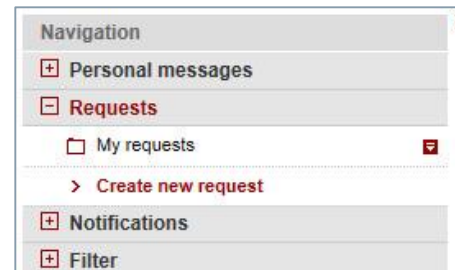 Navigation
Personal messages
Requests
My requests
Create new request
Notifications
Filter